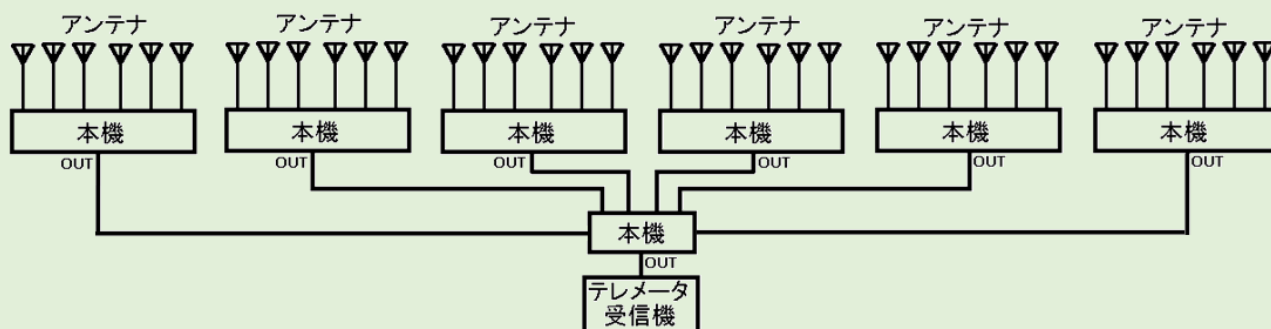 アンテナ アンテナ アンテナ アンテナ アンテナ アンテナ
本機 本機 本機 本機 本機 本機
OUT OUT OUT OUT OUT OUT
本機
OUT
テレメータ
受信機